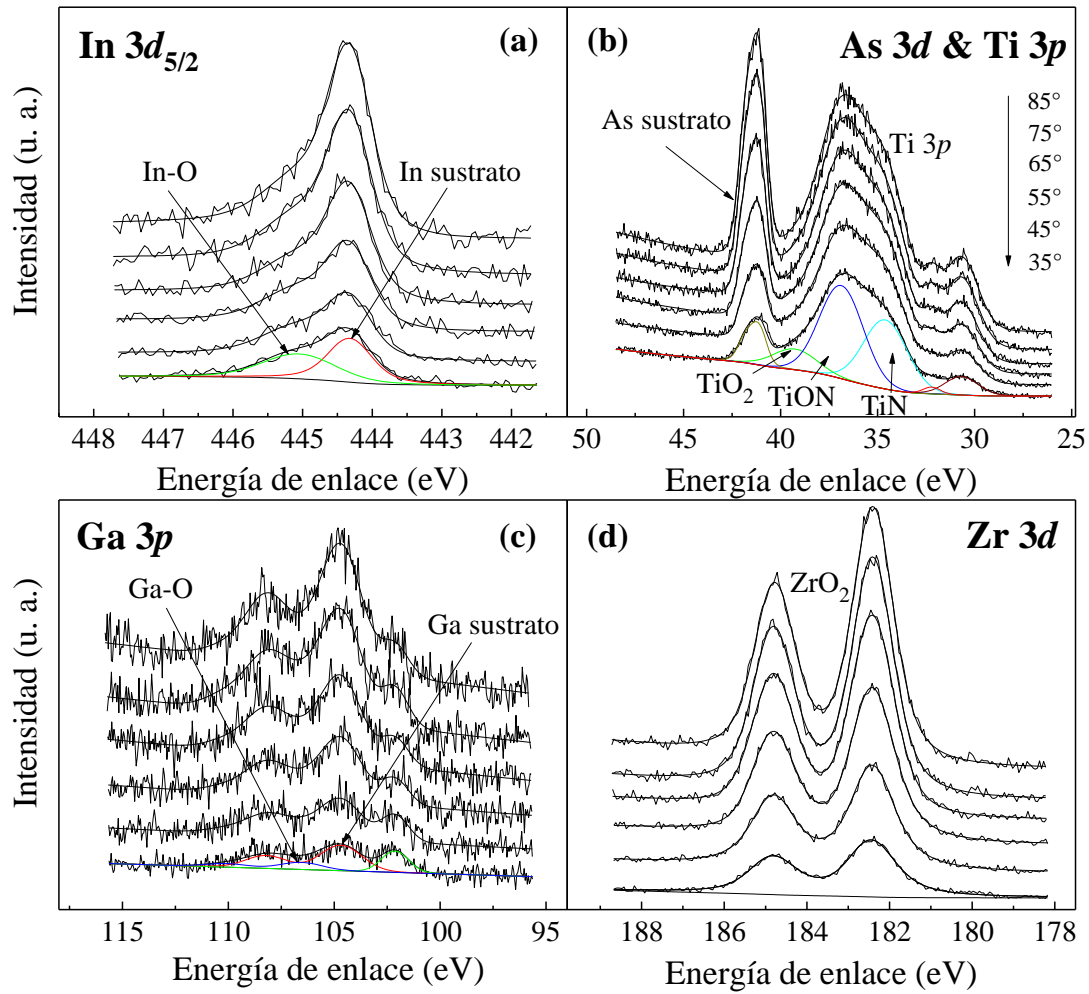 In 3d5/2
(a)
In-O
In sustrato
Intensidad (u. a.)
448 447 446 445 444 443 442
Energía de enlace (eV)
(b)
As 3d & Ti 3p
As sustrato
Ti 3p
85°
75°
65°
55°
45°
35°
TiO2
TiON
TiN
50 45 40 35 30 25
Energía de enlace (eV)
Ga 3p
(c)
Ga-O
Ga sustrato
Intensidad (u. a.)
115 110 105 100 95
Energía de enlace (eV)
(d)
Zr 3d
ZrO2
188 186 184 182 180 178
Energía de enlace (eV)